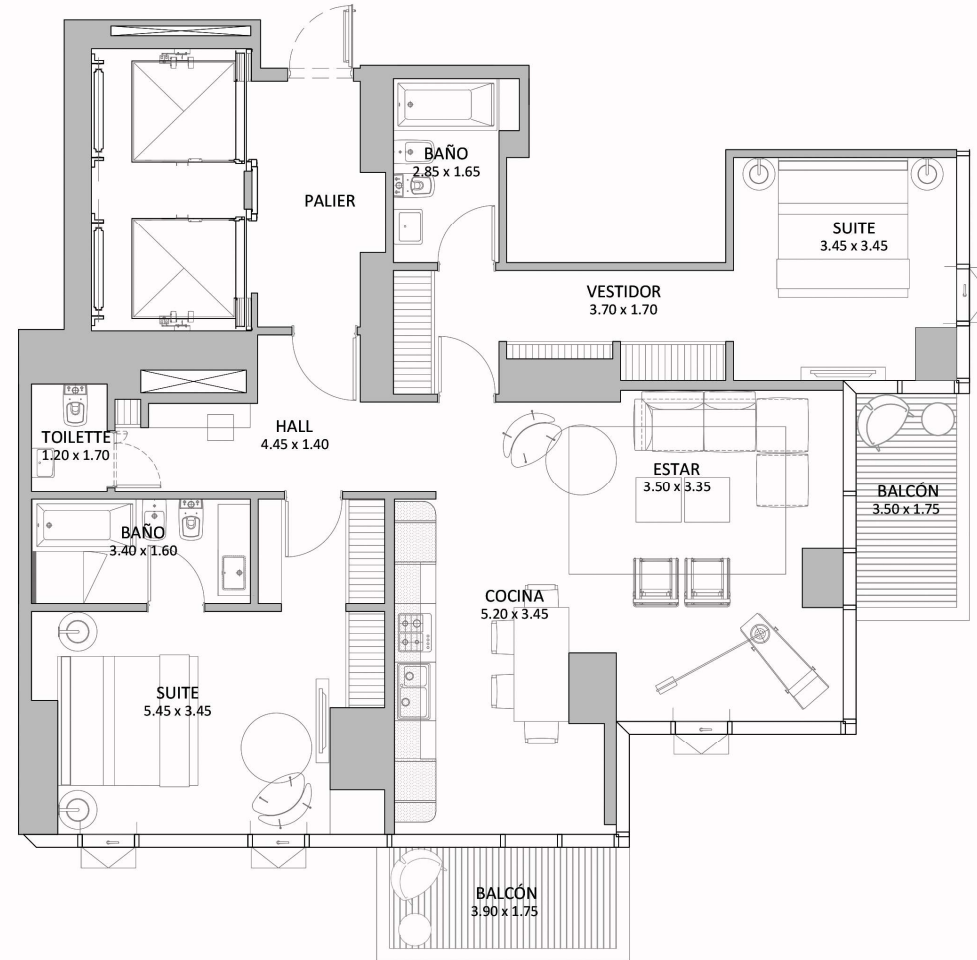 BAÑO
2.85 x 1.65
PALIER
SUITE
3.45 x 3.45
VESTIDOR
3.70 x 1.70
HALL
4.45 x 1.40
TOILETTE
1.20 x 1.70
ESTAR
3.50 x 3.35
BALCÓN
3.50 x 1.75
BAÑO
3.40 x 1.60
COCINA
5.20 x 3.45
SUITE
5.45 x 3.45
BALCÓN
3.90 x 1.75